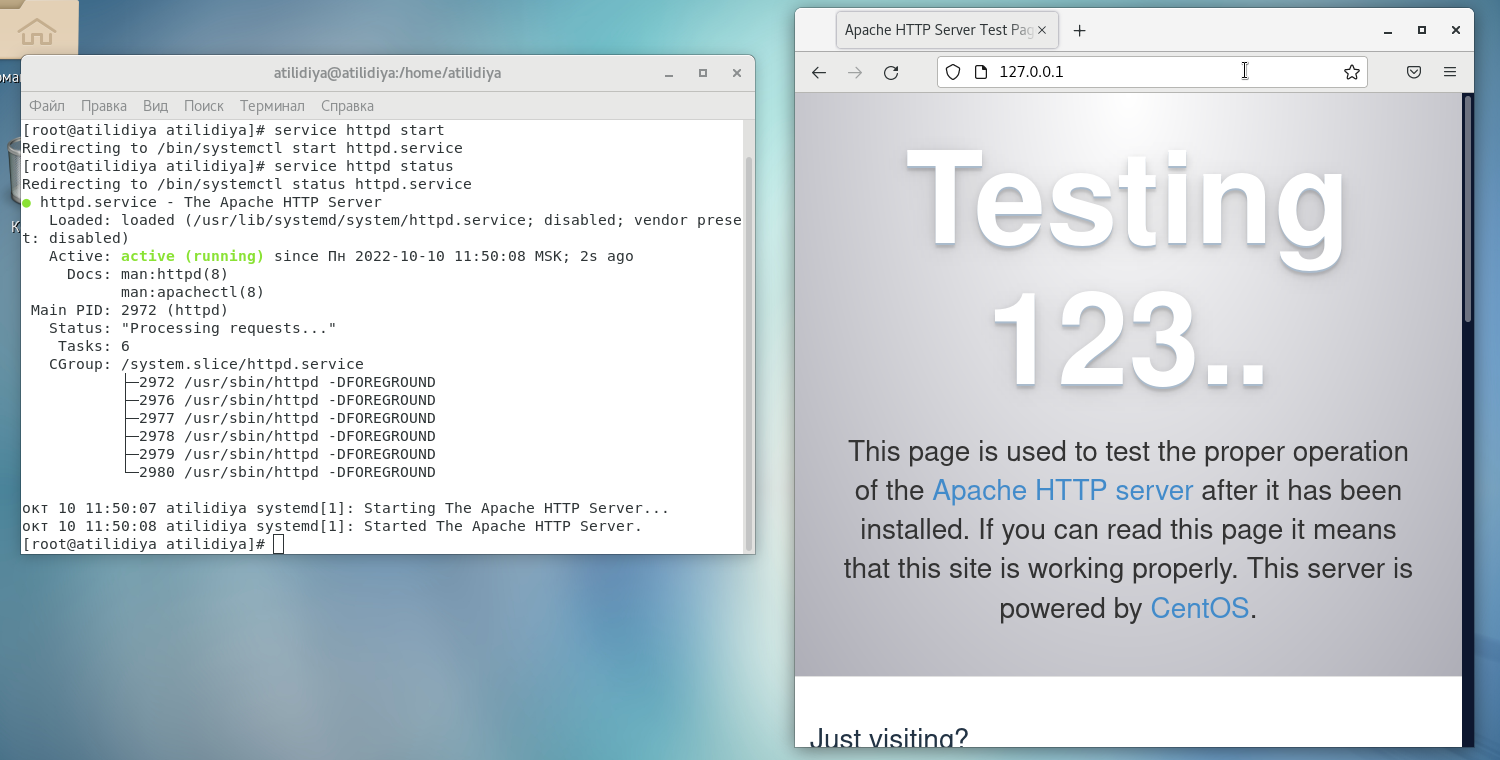 atilidiya@atilidiya:/home/atilidiya
Файл Правка Вид Поиск Терминал Справка
[root@atilidiya atilidiya]# service httpd start
Redirecting to /bin/systemctl start httpd.service
[root@atilidiya atilidiya]# service httpd status
Redirecting to /bin/systemctl status httpd.service
● httpd.service - The Apache HTTP Server
   Loaded: loaded (/usr/lib/systemd/system/httpd.service; disabled; vendor prese
t: disabled)
   Active: active (running) since Пн 2022-10-10 11:50:08 MSK; 2s ago
     Docs: man:httpd(8)
           man:apachectl(8)
 Main PID: 2972 (httpd)
   Status: "Processing requests..."
    Tasks: 6
   CGroup: /system.slice/httpd.service
           ├─2972 /usr/sbin/httpd -DFOREGROUND
           ├─2976 /usr/sbin/httpd -DFOREGROUND
           ├─2977 /usr/sbin/httpd -DFOREGROUND
           ├─2978 /usr/sbin/httpd -DFOREGROUND
           ├─2979 /usr/sbin/httpd -DFOREGROUND
           └─2980 /usr/sbin/httpd -DFOREGROUND
окт 10 11:50:07 atilidiya systemd[1]: Starting The Apache HTTP Server...
окт 10 11:50:08 atilidiya systemd[1]: Started The Apache HTTP Server.
[root@atilidiya atilidiya]#
Apache HTTP Server Test Pag
127.0.0.1
Testing
123..
This page is used to test the proper operation
of the Apache HTTP server after it has been
installed. If you can read this page it means
that this site is working properly. This server is
powered by CentOS.
Just visiting?